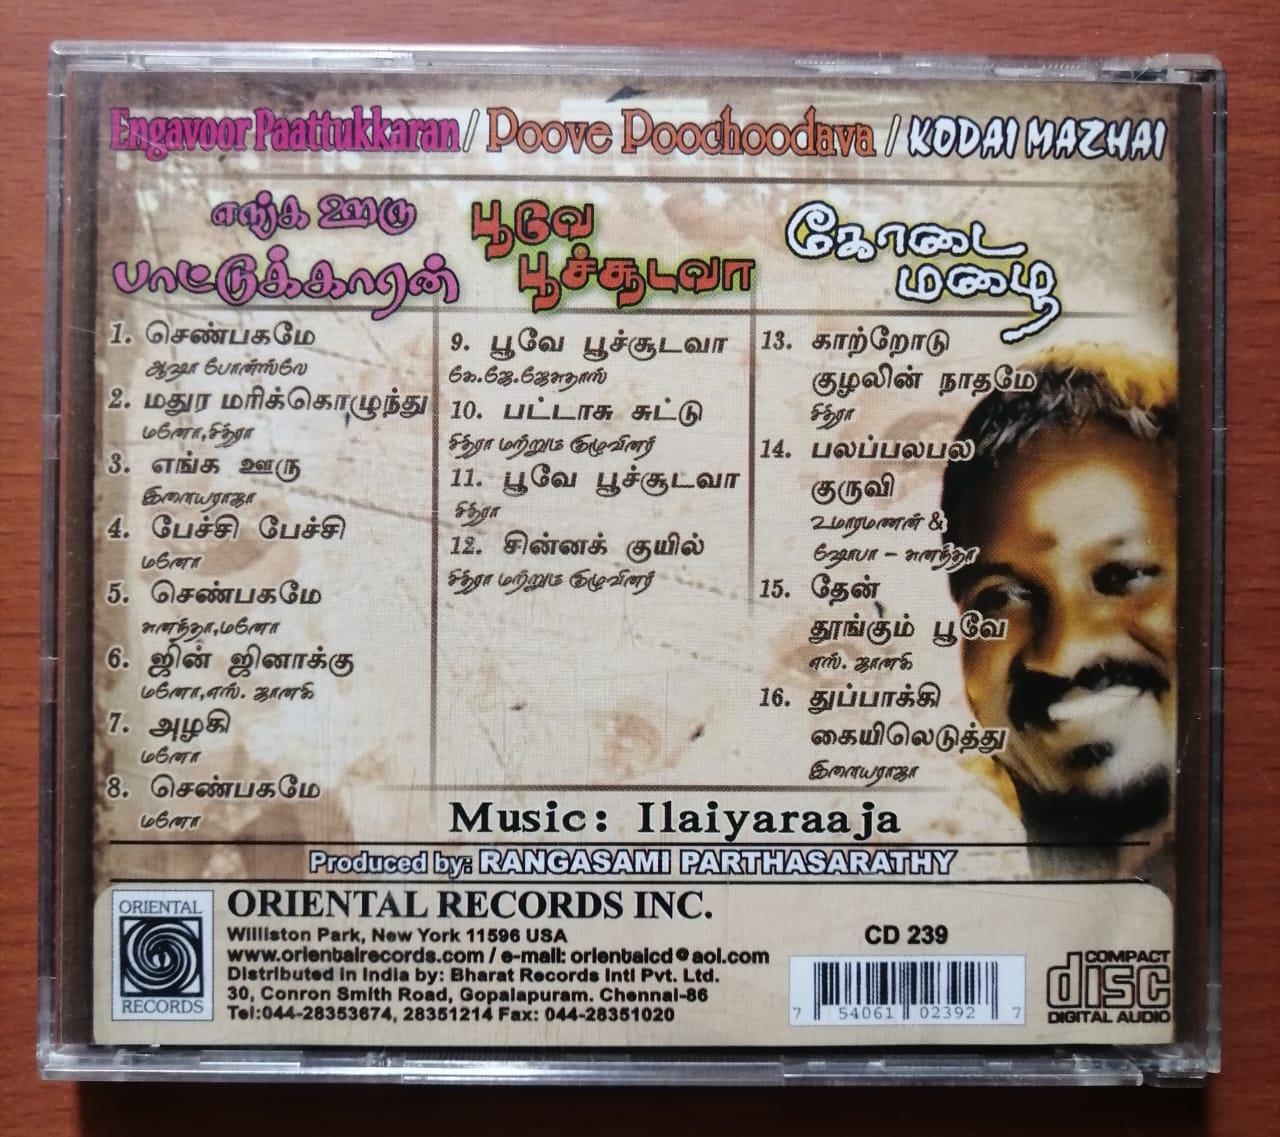 Engavoor Paattukkaran / Poove Poochoodava / KODAI MAZHAI
எங்க ஊரு
பாட்டுக்காரன்
1. செண்பகமே
ஆஷா போன்ஸ்லே
2. மதுர மரிக்கொழுந்து
மனோ,சித்ரா
3. எங்க ஊரு
இளையராஜா
4. பேச்சி பேச்சி
மனோ
5. செண்பகமே
சுனந்தா,மனோ
6. ஜின் ஜினாக்கு
மனோ,எஸ். ஜானகி
7. அழகி
மனோ
8. செண்பகமே
மனோ
பூவே
பூச்சூடவா
9. பூவே பூச்சூடவா
கே.ஜே.ஜேசுதாஸ்
10. பட்டாசு சுட்டு
சித்ரா மற்றும் குழுவினர்
11. பூவே பூச்சூடவா
சித்ரா
12. சின்னக் குயில்
சித்ரா மற்றும் குழுவினர்
கோடை
மழை
13. காற்றோடு
குழலின் நாதமே
சித்ரா
14. பலப்பலபல
குருவி
உமாரமணன் &
ஷோபா - சுனந்தா
15. தேன்
தூங்கும் பூவே
எஸ். ஜானகி
16. துப்பாக்கி
கையிலெடுத்து
இளையராஜா
Music: Ilaiyaraaja
Produced by: RANGASAMI PARTHASARATHY
ORIENTAL
RECORDS
ORIENTAL RECORDS INC.
Williston Park, New York 11596 USA
www.orientalrecords.com / e-mail: orientalcd@aol.com
Distributed in India by: Bharat Records Intl Pvt. Ltd.
30, Conron Smith Road, Gopalapuram. Chennai-86
Tel:044-28353674, 28351214 Fax: 044-28351020
CD 239
7 54061 02392 7
COMPACT
disc
DIGITAL AUDIO